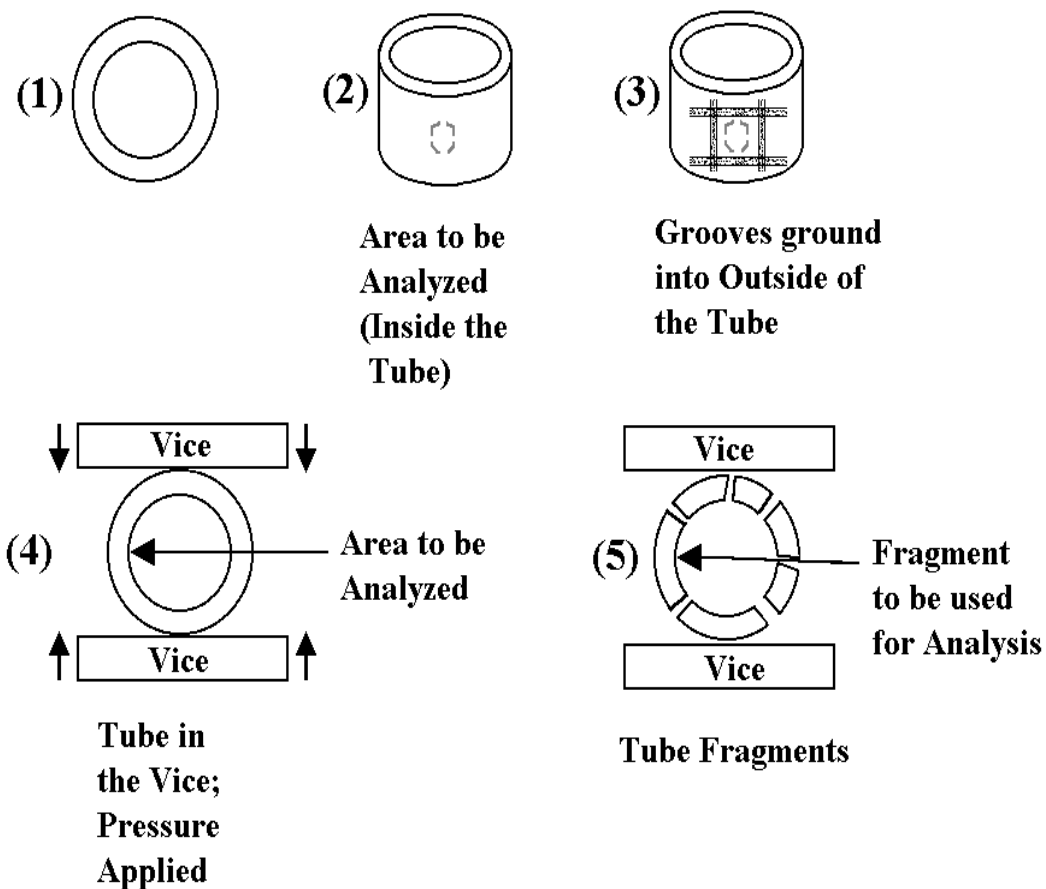 (1)
(2)
(3)
Area to be
Analyzed
(Inside the
Tube)
Grooves ground
into Outside of
the Tube
(4)
Vice
Vice
Area to be
Analyzed
Tube in
the Vice;
Pressure
Applied
(5)
Vice
Vice
Fragment
to be used
for Analysis
Tube Fragments